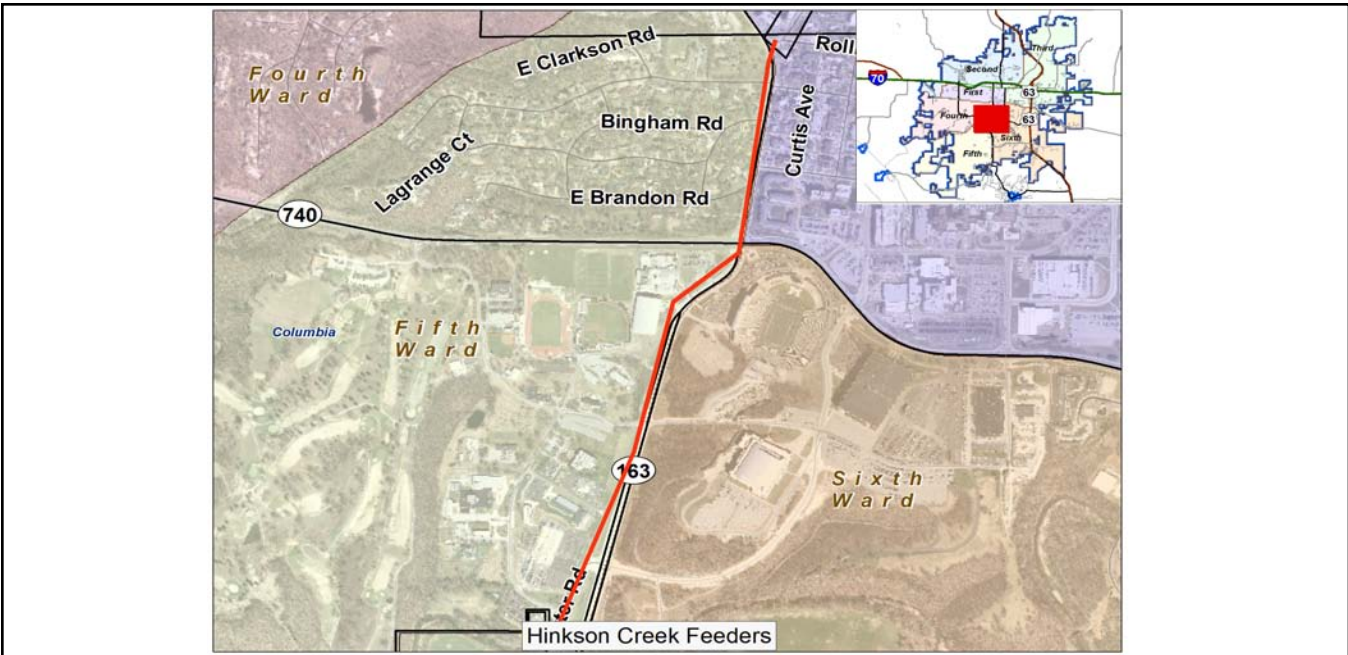 Fourth
Ward
E Clarkson Rd
Bingham Rd
Lagrange Ct
E Brandon Rd
Curtis Ave
740
Columbia
Fifth
Ward
163
Sixth
Ward
Hinkson Creek Feeders
Third
Second
70
First
63
Fourth
63
Sixth
Fifth